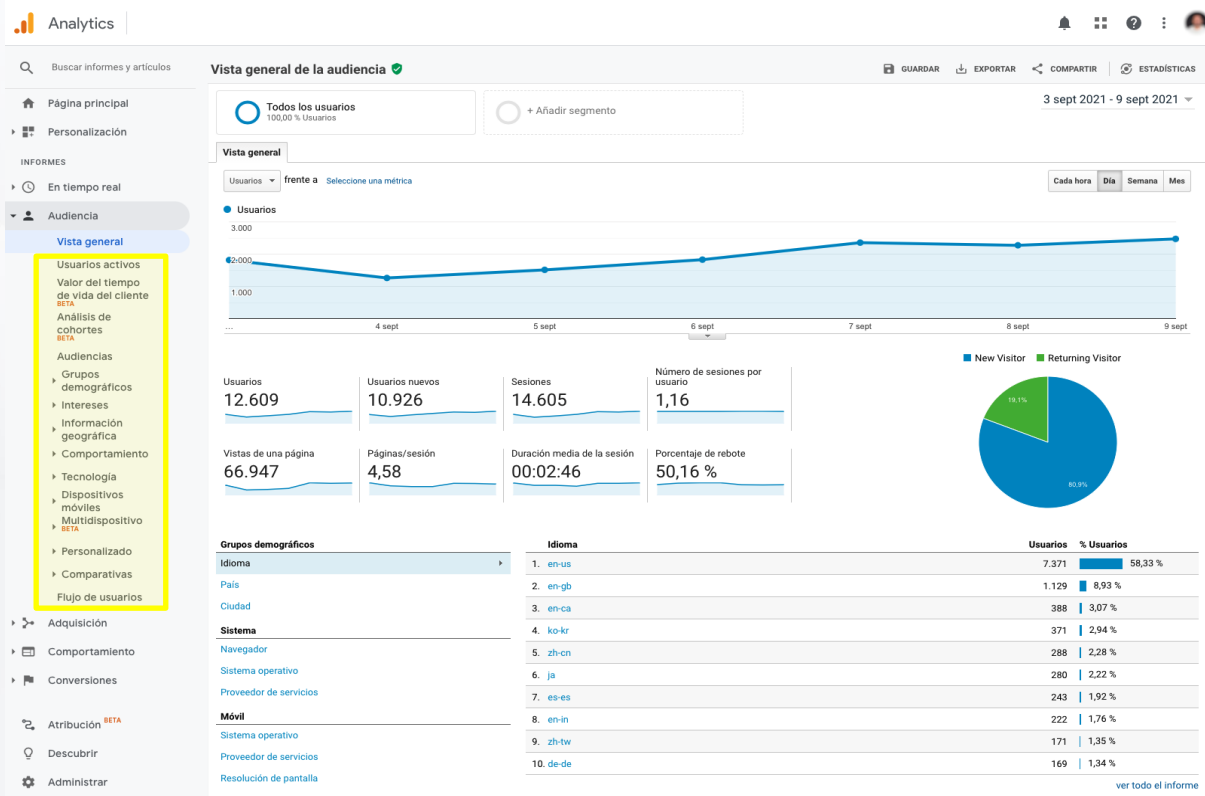 Analytics
Buscar informes y artículos
Página principal
Personalización
INFORMES
En tiempo real
Audiencia
Vista general
Usuarios activos
Valor del tiempo
de vida del cliente
BETA
Análisis de
cohortes
BETA
Audiencias
Grupos
demográficos
Intereses
Información
geográfica
Comportamiento
Tecnología
Dispositivos
móviles
Multidispositivo
BETA
Personalizado
Comparativas
Flujo de usuarios
Adquisición
Comportamiento
Conversiones
Atribución BETA
Descubrir
Administrar
Vista general de la audiencia
GUARDAR EXPORTAR COMPARTIR ESTADÍSTICAS
Todos los usuarios
100,00 % Usuarios
+ Añadir segmento
3 sept 2021 - 9 sept 2021
Vista general
Usuarios frente a Seleccione una métrica
Cada hora Día Semana Mes
Usuarios
3.000
2.000
1.000
... 4 sept 5 sept 6 sept 7 sept 8 sept 9 sept
New Visitor Returning Visitor
19,1%
80,9%
Usuarios
12.609
Usuarios nuevos
10.926
Sesiones
14.605
Número de sesiones por
usuario
1,16
Vistas de una página
66.947
Páginas/sesión
4,58
Duración media de la sesión
00:02:46
Porcentaje de rebote
50,16 %
Grupos demográficos
Idioma
País
Ciudad
Sistema
Navegador
Sistema operativo
Proveedor de servicios
Móvil
Sistema operativo
Proveedor de servicios
Resolución de pantalla
Idioma Usuarios % Usuarios
1. en-us 7.371 58,33 %
2. en-gb 1.129 8,93 %
3. en-ca 388 3,07 %
4. ko-kr 371 2,94 %
5. zh-cn 288 2,28 %
6. ja 280 2,22 %
7. es-es 243 1,92 %
8. en-in 222 1,76 %
9. zh-tw 171 1,35 %
10. de-de 169 1,34 %
ver todo el informe